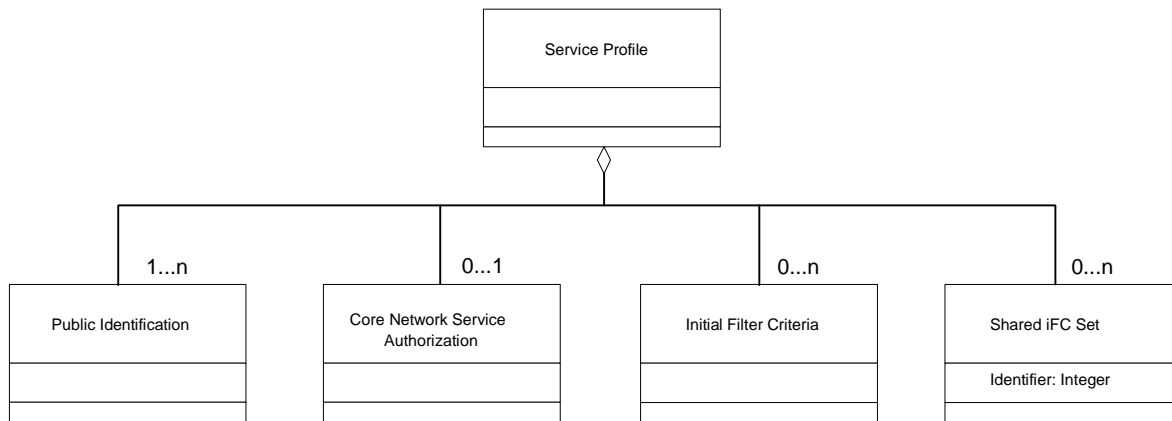 Service Profile
1...n
0...1
0...n
0...n
Public Identification
Core Network Service
Authorization
Initial Filter Criteria
Shared iFC Set
Identifier: Integer